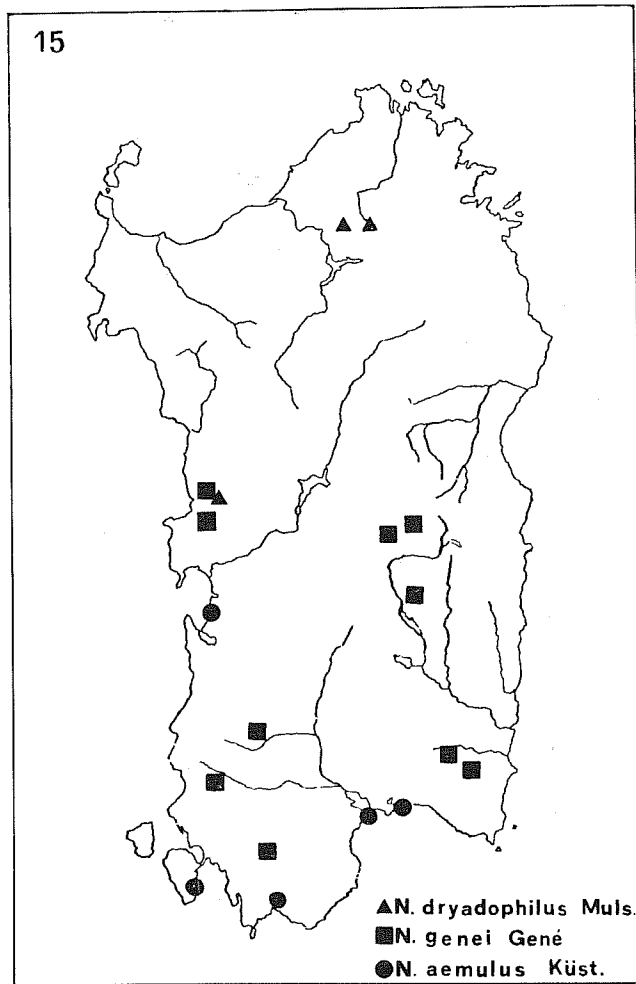 15
▲N. dryadophilus Muls.
■N. genei Gené
●N. aemulus Küst.